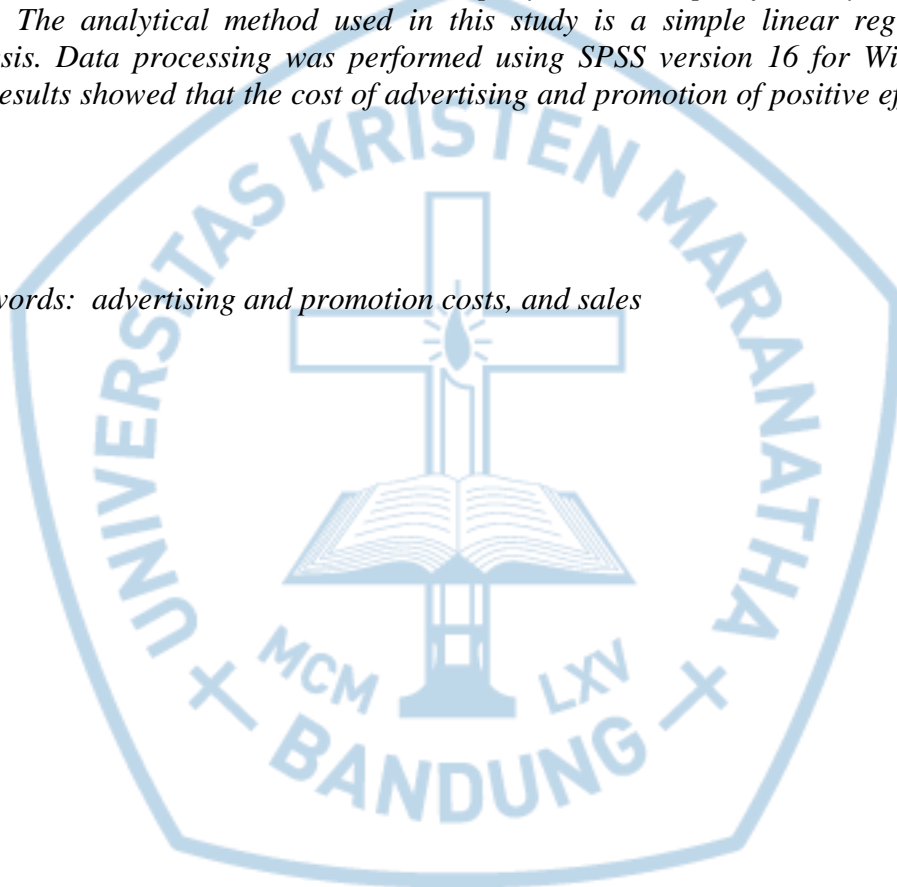 The analytical method used in this study is a simple linear reg
sis. Data processing was performed using SPSS version 16 for Wi
esults showed that the cost of advertising and promotion of positive ef
words: advertising and promotion costs, and sales
UNIVERSITAS KRISTEN MARANATHA
MCM LXV
BANDUNG